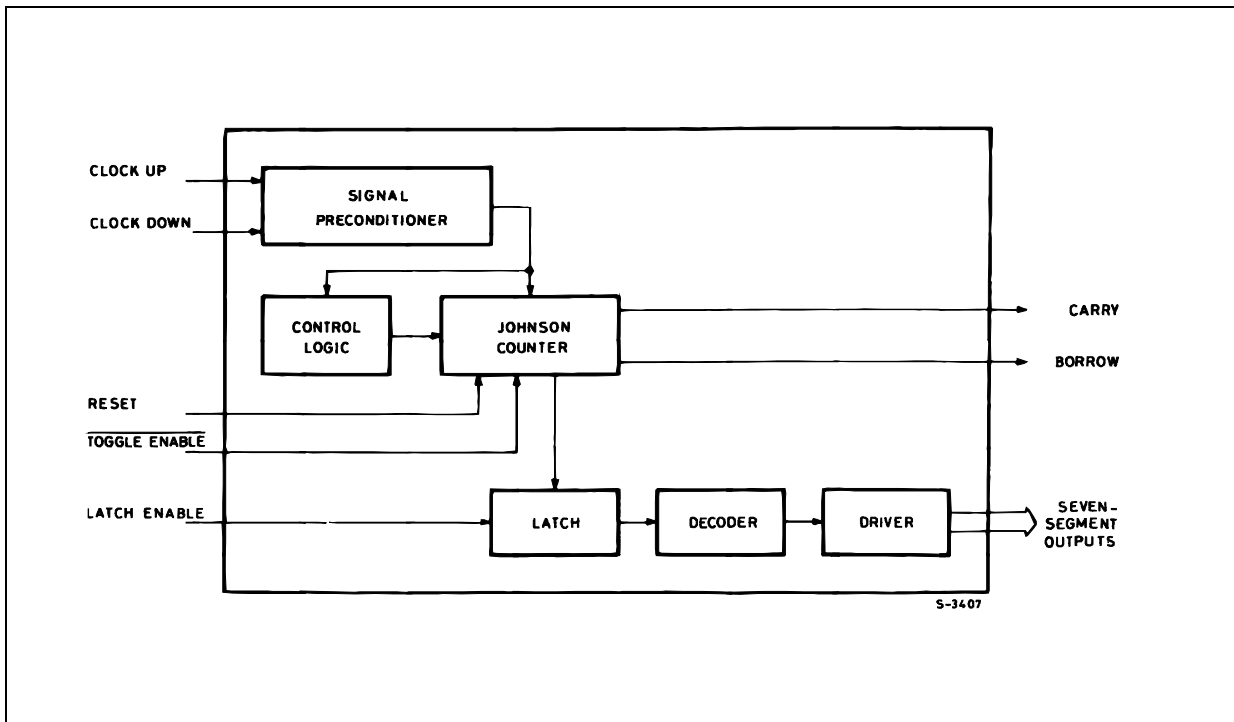 CLOCK UP
CLOCK DOWN
SIGNAL
PRECONDITIONER
CONTROL
LOGIC
JOHNSON
COUNTER
CARRY
BORROW
RESET
TOGGLE ENABLE
LATCH ENABLE
LATCH
DECODER
DRIVER
SEVEN-
SEGMENT
OUTPUTS
S-3407